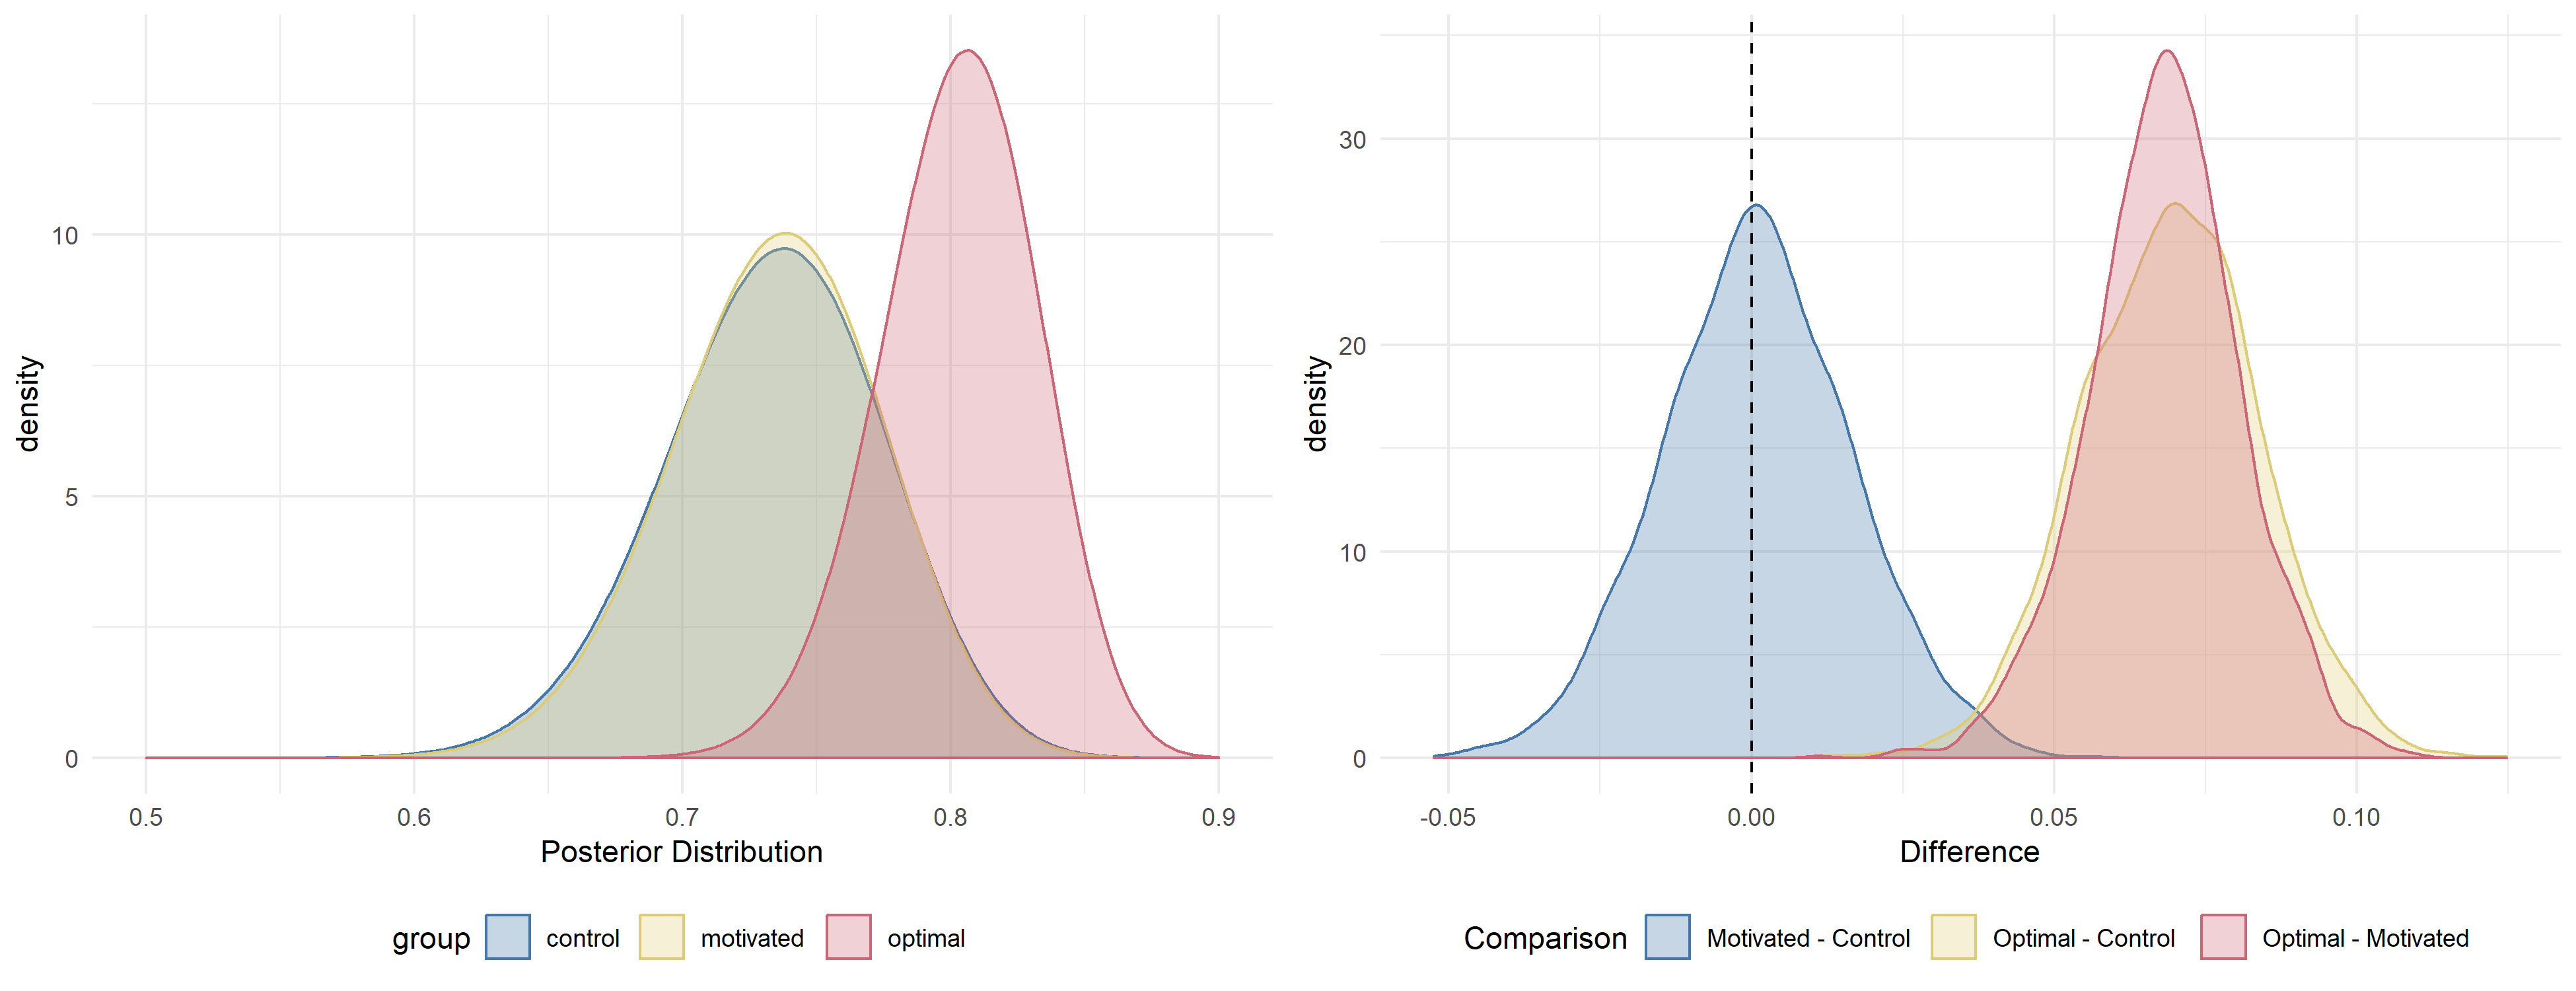 density
10
5
0
0.5 0.6 0.7 0.8 0.9
Posterior Distribution
group control motivated optimal
density
30
20
10
0
-0.05 0.00 0.05 0.10
Difference
Comparison Motivated - Control Optimal - Control Optimal - Motivated